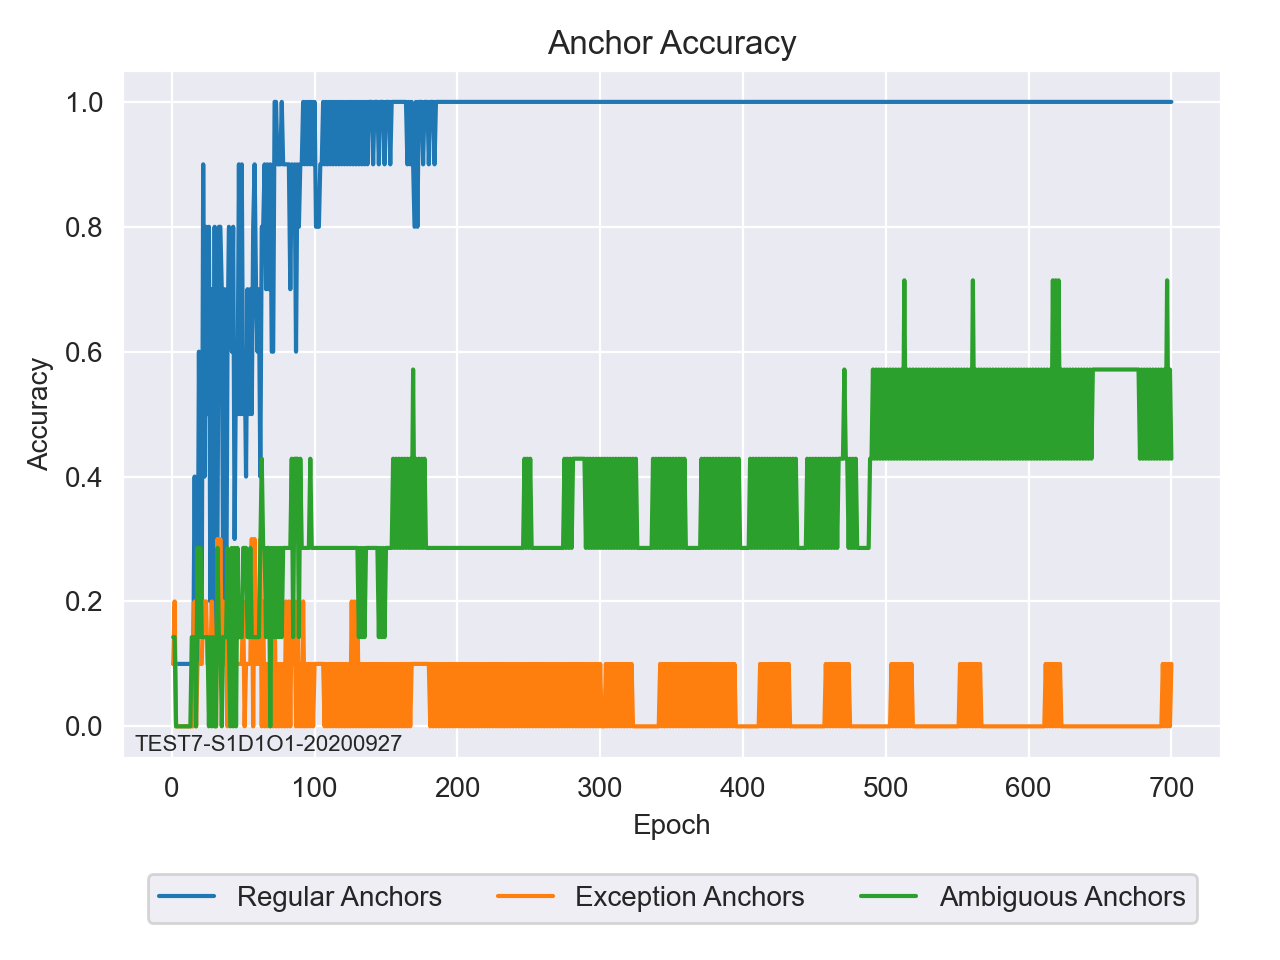 Anchor Accuracy
1.0
0.8
0.6
0.4
0.2
0.0
Accuracy
TEST7-S1D1O1-20200927
0 100 200 300 400 500 600 700
Epoch
Regular Anchors Exception Anchors Ambiguous Anchors